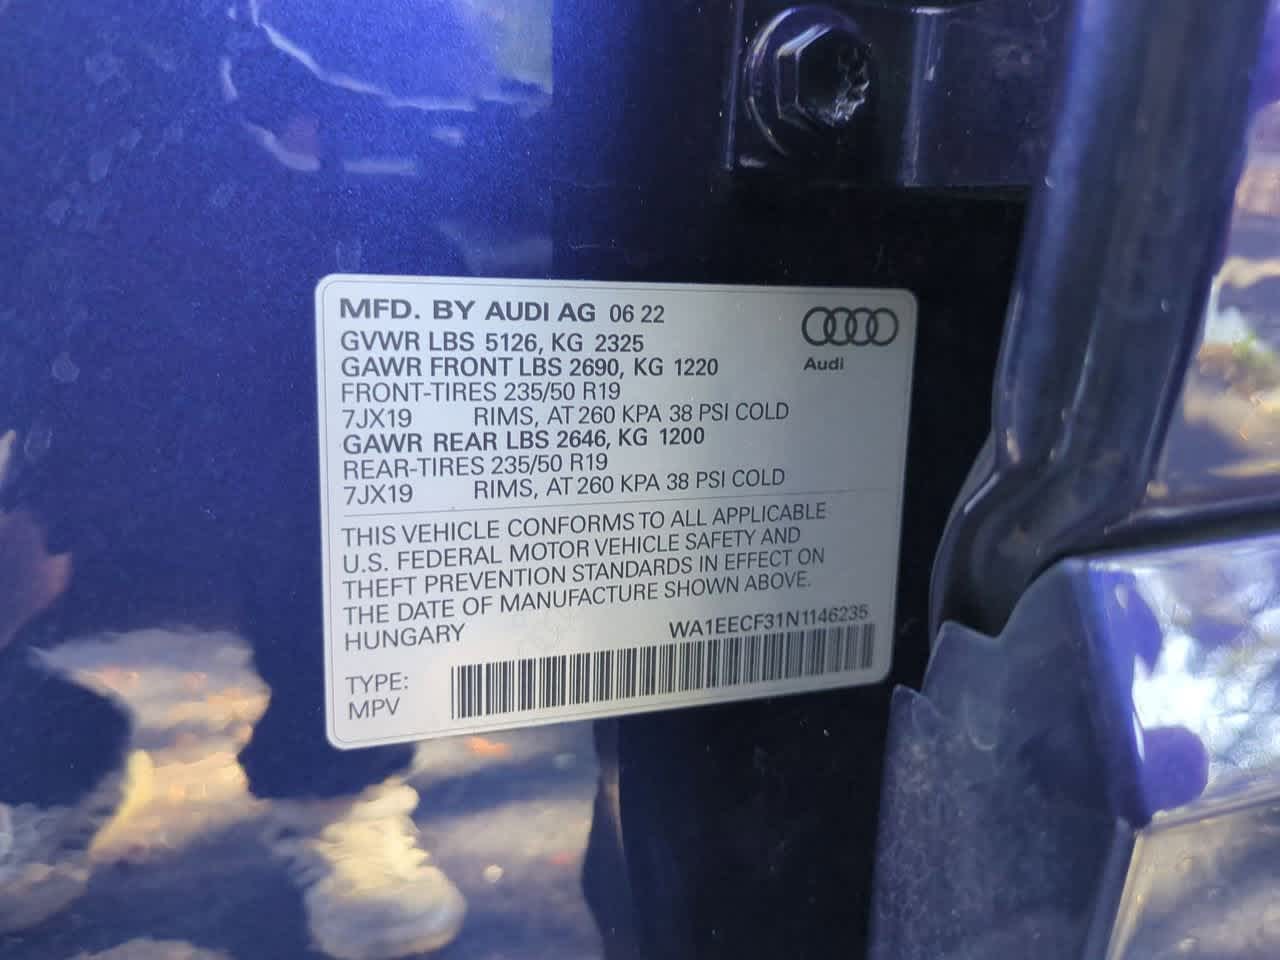 MFD. BY AUDI AG 06 22
GVWR LBS 5126, KG 2325
GAWR FRONT LBS 2690, KG 1220
FRONT-TIRES 235/50 R19
7JX19 RIMS, AT 260 KPA 38 PSI COLD
GAWR REAR LBS 2646, KG 1200
REAR-TIRES 235/50 R19
7JX19 RIMS, AT 260 KPA 38 PSI COLD
Audi
THIS VEHICLE CONFORMS TO ALL APPLICABLE
U.S. FEDERAL MOTOR VEHICLE SAFETY AND
THEFT PREVENTION STANDARDS IN EFFECT ON
THE DATE OF MANUFACTURE SHOWN ABOVE.
HUNGARY WA1EECF31N1146235
TYPE:
MPV